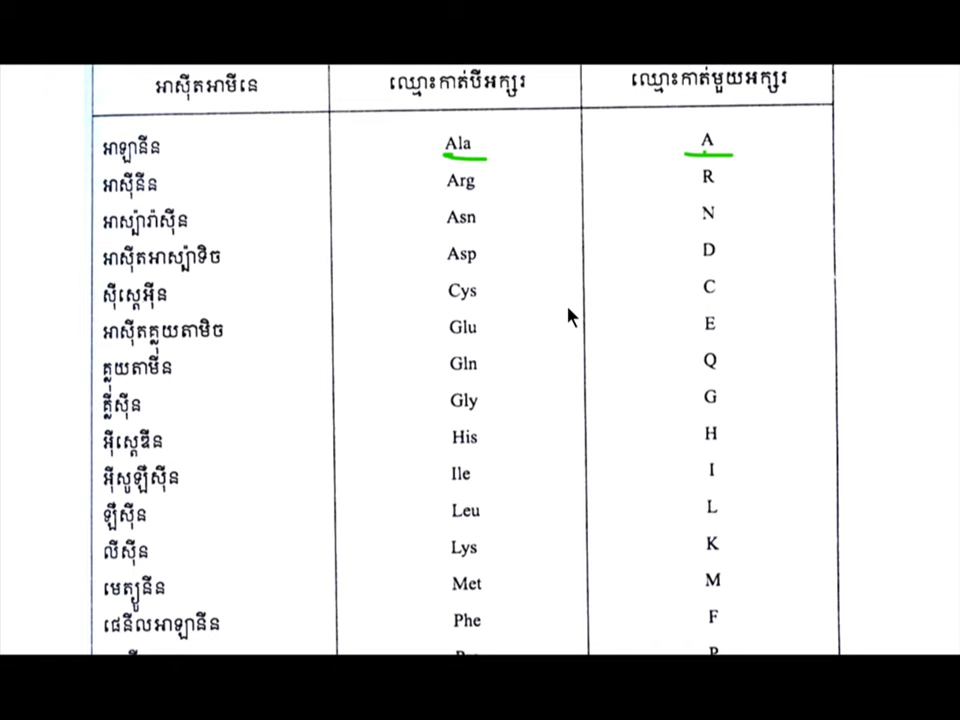 អាស៊ីតអាមីនេ ឈ្មោះកាត់បីអក្សរ ឈ្មោះកាត់មួយអក្សរ
អាឡានីន Ala A
អាស៊ីនីន Arg R
អាស្ប៉ារ៉ាស៊ីន Asn N
អាស៊ីតអាស្ប៉ាទិច Asp D
ស៊ីស្តេអ៊ីន Cys C
អាស៊ីតគ្លុយតាមិច Glu E
គ្លុយតាមីន Gln Q
គ្លីស៊ីន Gly G
អ៊ីស្តេឌីន His H
អ៊ីសូឡឺស៊ីន Ile I
ឡឺស៊ីន Leu L
លីស៊ីន Lys K
មេត្យូនីន Met M
ផេនីលអាឡានីន Phe F